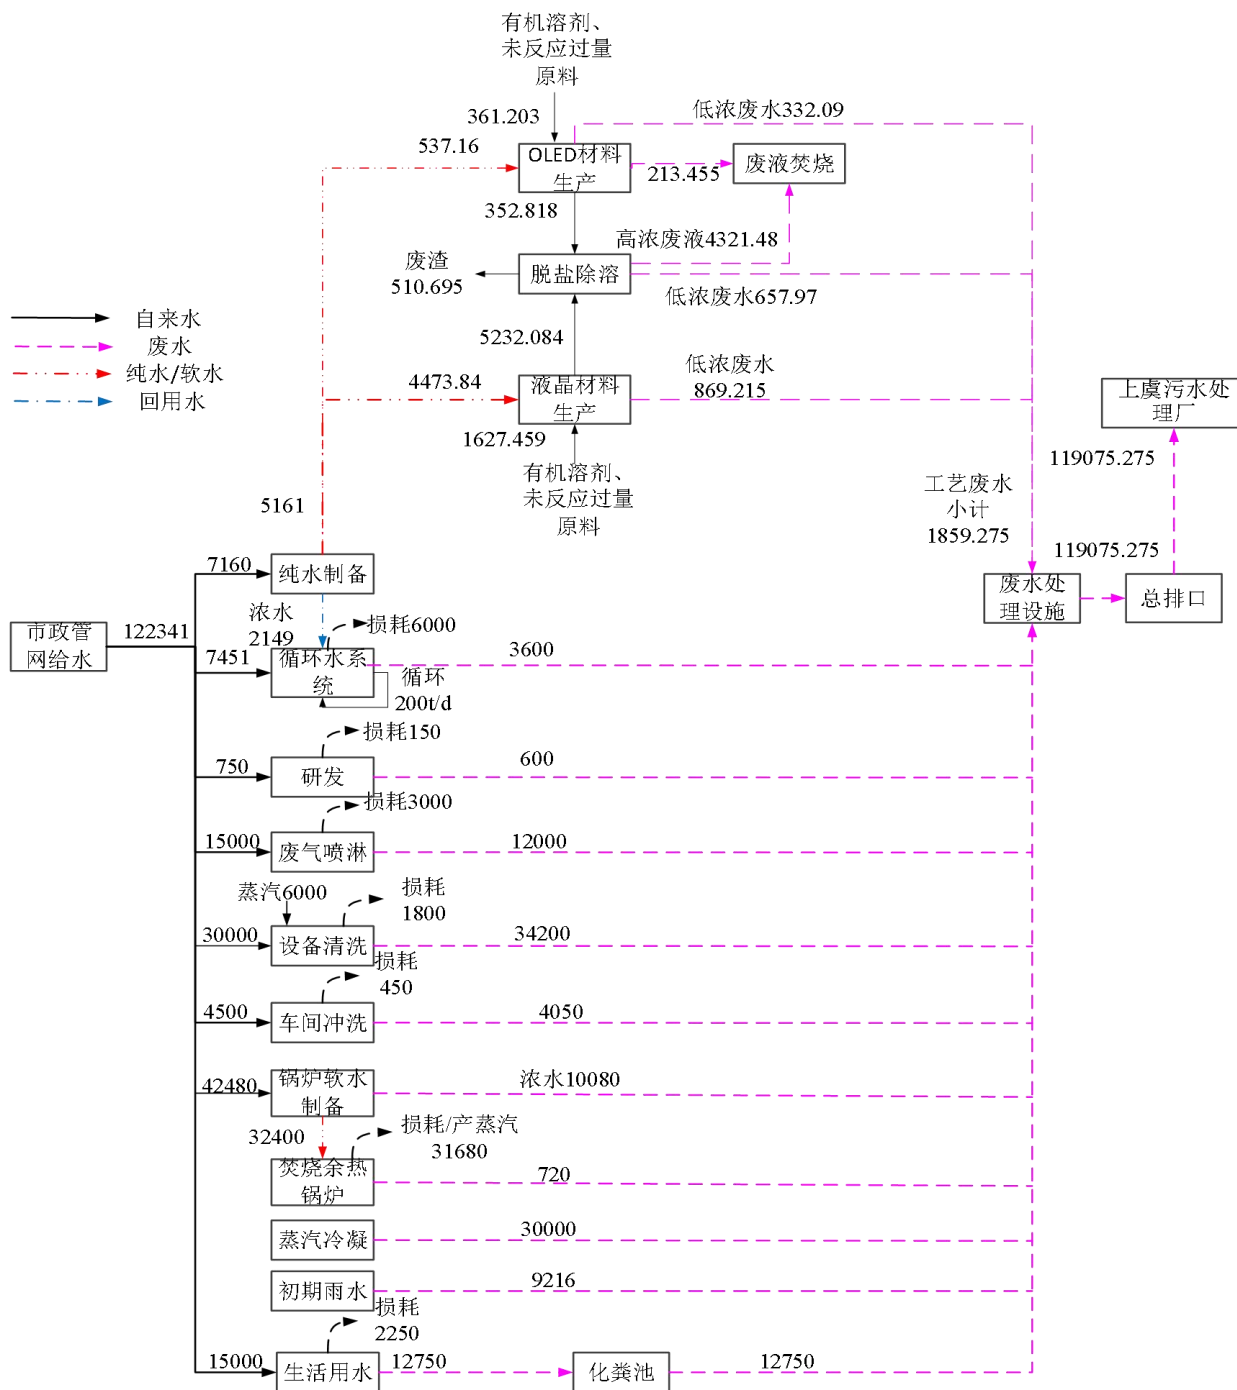 有机溶剂、
未反应过量
原料
361.203
低浓废水332.09
537.16
OLED材料
生产
213.455
废液焚烧
352.818
高浓废液4321.48
废渣
510.695
脱盐除溶
低浓废水657.97
自来水
废水
纯水/软水
回用水
5232.084
4473.84
液晶材料
生产
低浓废水
869.215
1627.459
有机溶剂、
未反应过量
原料
上虞污水处
理厂
119075.275
5161
工艺废水
小计
1859.275
119075.275
7160
纯水制备
废水处
理设施
总排口
市政管
网给水
122341
浓水
2149
损耗6000
7451
循环水系
统
循环
200t/d
3600
损耗150
750
研发
600
损耗3000
15000
废气喷淋
12000
蒸汽6000
损耗
1800
30000
设备清洗
34200
损耗
450
4500
车间冲洗
4050
42480
锅炉软水
制备
浓水10080
32400
损耗/产蒸汽
31680
焚烧余热
锅炉
720
蒸汽冷凝
30000
初期雨水
9216
损耗
2250
15000
生活用水
12750
化粪池
12750